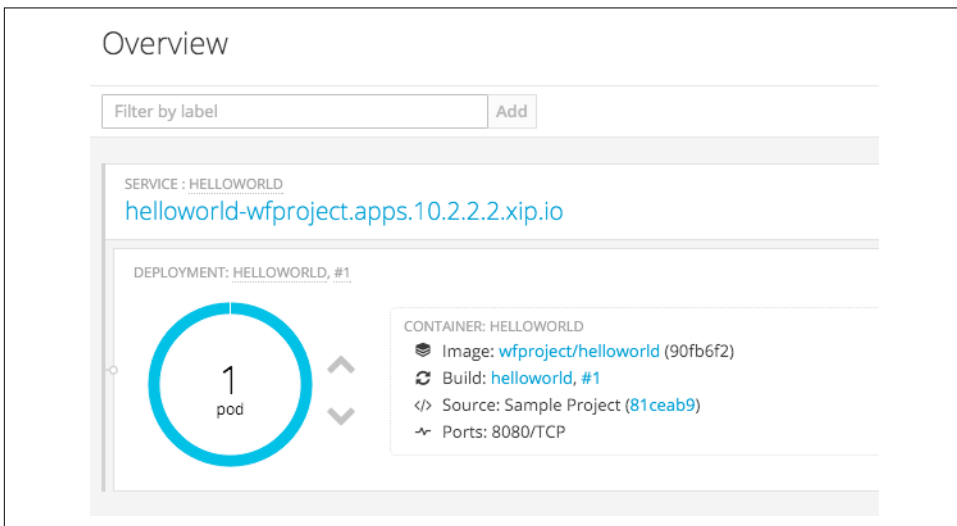 Overview
Filter by label Add
SERVICE : HELLOWORLD
helloworld-wfproject.apps.10.2.2.2.xip.io
DEPLOYMENT: HELLOWORLD, #1
1
pod
CONTAINER: HELLOWORLD
Image: wfproject/helloworld (90fb6f2)
Build: helloworld, #1
</> Source: Sample Project (81ceab9)
Ports: 8080/TCP